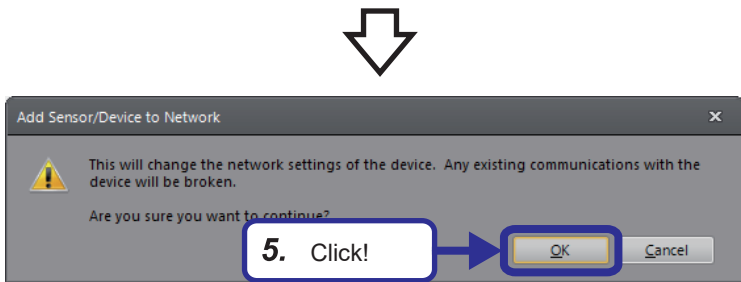 Add Sensor/Device to Network
This will change the network settings of the device. Any existing communications with the
device will be broken.
Are you sure you want to continue?
5. Click!
OK
Cancel